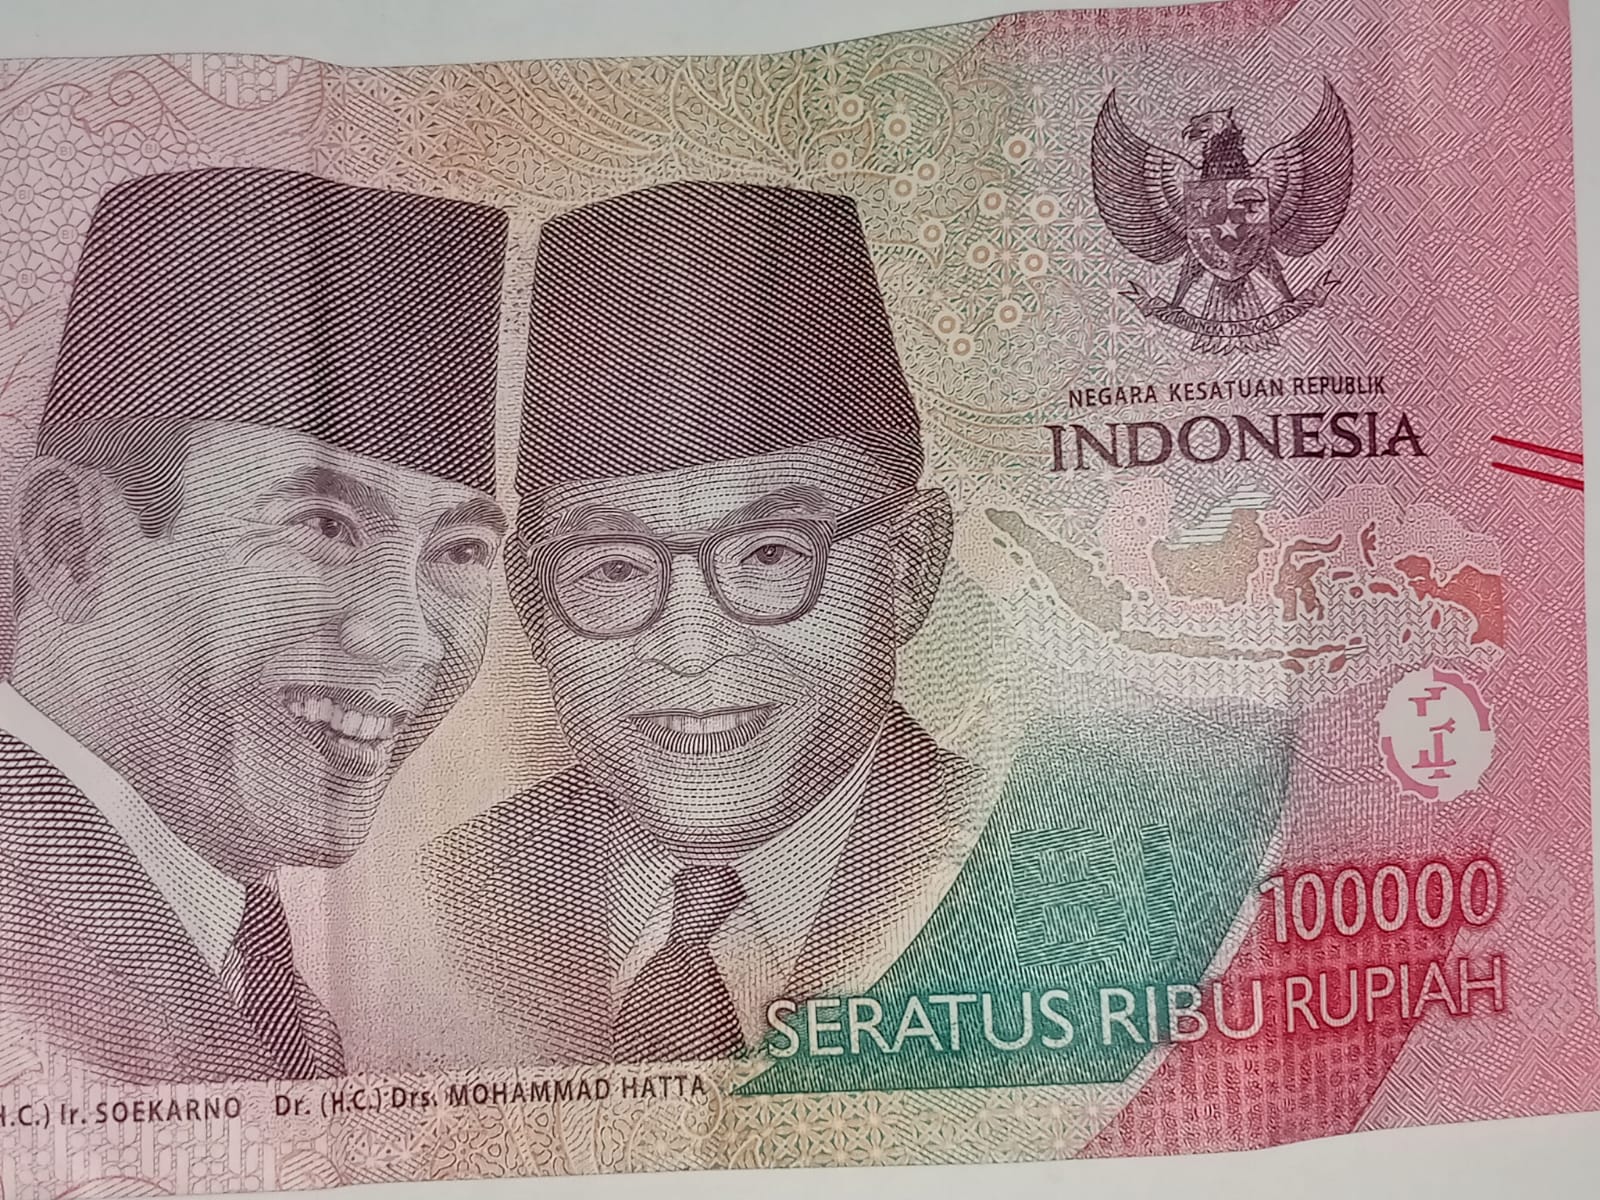 NEGARA KESATUAN REPUBLIK
INDONESIA
BI
100000
SERATUS RIBU RUPIAH
H.C.) Ir. SOEKARNO Dr. (H.C.) Drs. MOHAMMAD HATTA